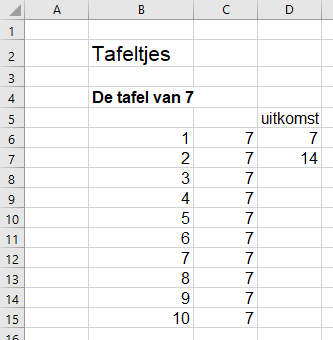 A B C D
1
2 Tafeltjes
3
4 De tafel van 7
5 uitkomst
6 1 7 7
7 2 7 14
8 3 7
9 4 7
10 5 7
11 6 7
12 7 7
13 8 7
14 9 7
15 10 7
16